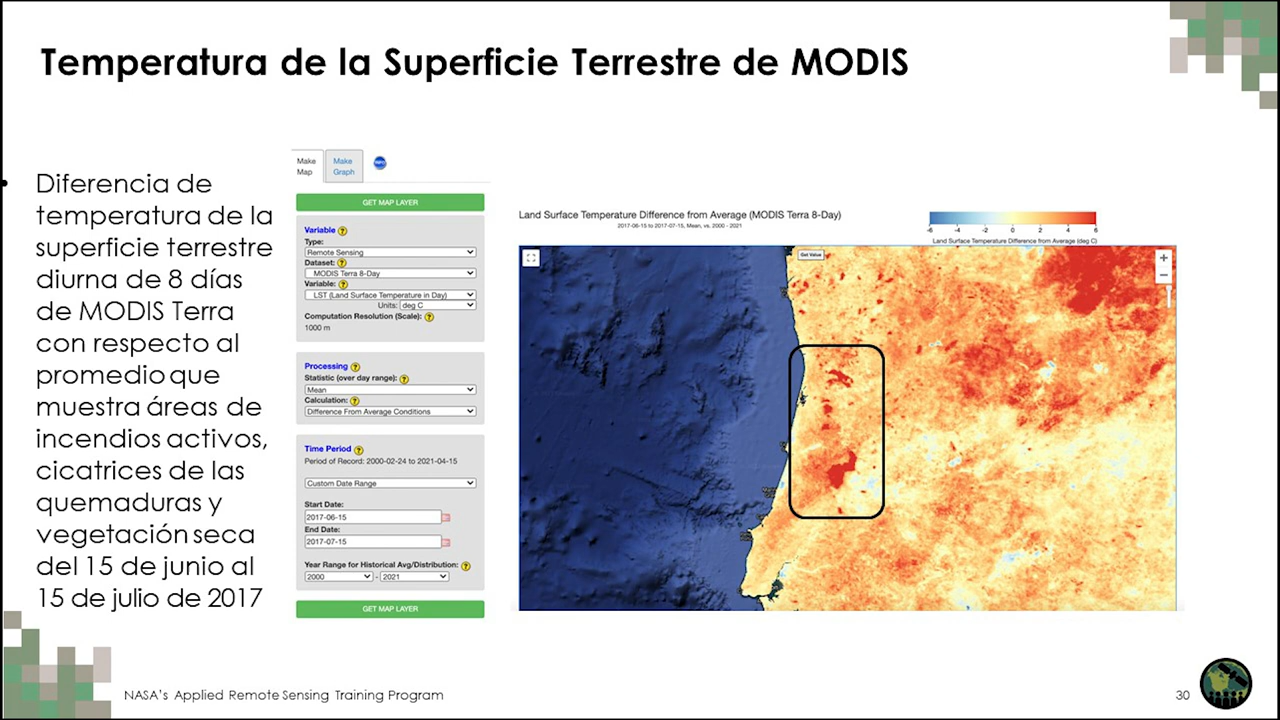 Temperatura de la Superficie Terrestre de MODIS
• Diferencia de
temperatura de la
superficie terrestre
diurna de 8 días
de MODIS Terra
con respecto al
promedio que
muestra áreas de
incendios activos,
cicatrices de las
quemaduras y
vegetación seca
del 15 de junio al
15 de julio de 2017
Make Map
Make Graph
GET MAP LAYER
Variable
Type:
Remote Sensing
Dataset:
MODIS Terra 8-Day
Variable:
LST (Land Surface Temperature in Day)
Units: deg C
Computation Resolution (Scale):
1000 m
Processing
Statistic (over day range):
Mean
Calculation:
Difference From Average Conditions
Time Period
Period of Record: 2000-02-24 to 2021-04-15
Custom Date Range
Start Date:
2017-06-15
End Date:
2017-07-15
Year Range for Historical Avg/Distribution:
2000 - 2021
GET MAP LAYER
Land Surface Temperature Difference from Average (MODIS Terra 8-Day)
2017-06-15 to 2017-07-15, Mean, vs. 2000 - 2021
-6 -4 -2 0 2 4 6
Land Surface Temperature Difference from Average (deg C)
Get Value
+
−
NASA's Applied Remote Sensing Training Program
30